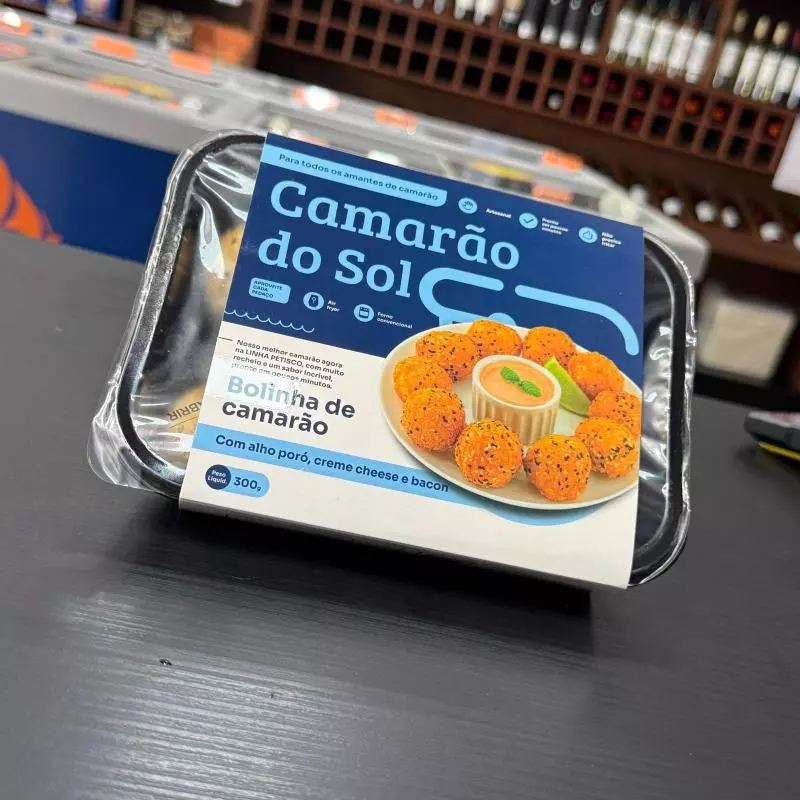 Para todos os amantes de camarão
Artesanal
Pronto
em poucos
minutos
Não
precisa
fritar
Camarão
do Sol
APROVEITE
CADA
PEDAÇO
Air
fryer
Forno
convencional
Nosso melhor camarão agora
na LINHA PETISCO, com muito
recheio e um sabor incrível,
pronto em poucos minutos.
Bolinha de
camarão
Com alho poró, creme cheese e bacon
Peso
Líquid.
300g
ABRIR